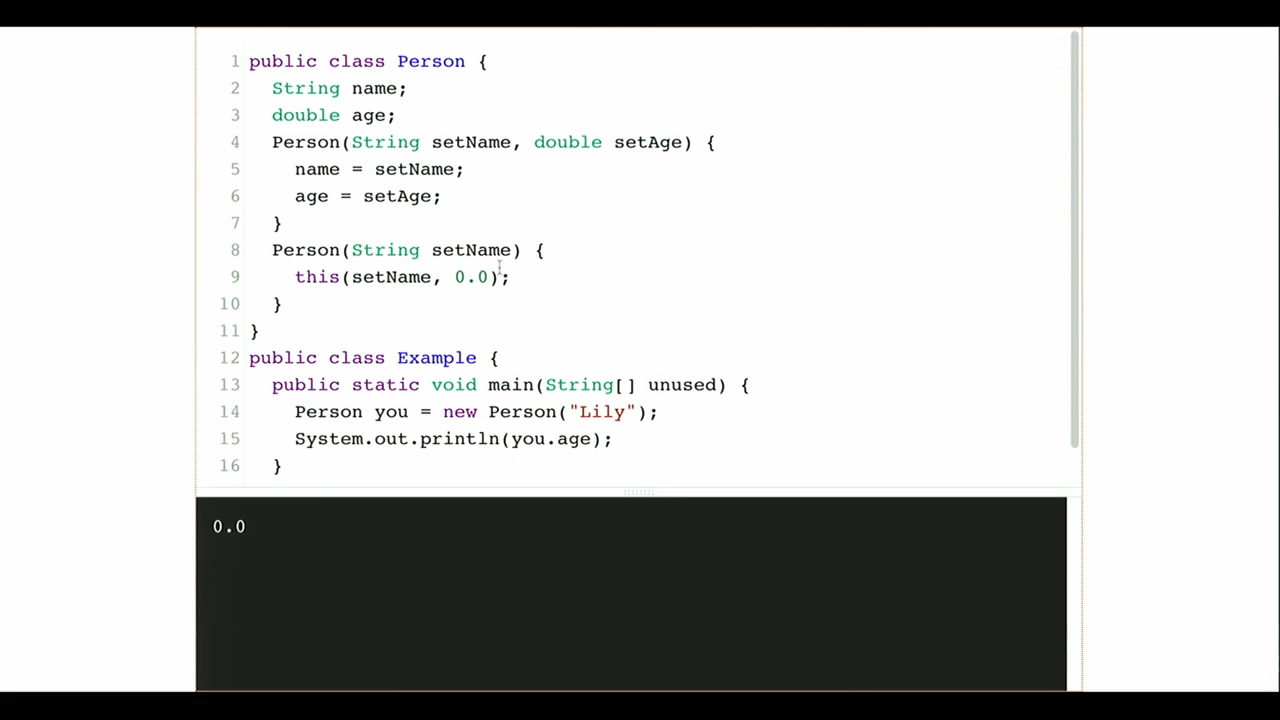 1 public class Person {
2 String name;
3 double age;
4 Person(String setName, double setAge) {
5 name = setName;
6 age = setAge;
7 }
8 Person(String setName) {
9 this(setName, 0.0);
10 }
11 }
12 public class Example {
13 public static void main(String[] unused) {
14 Person you = new Person("Lily");
15 System.out.println(you.age);
16 }
0.0